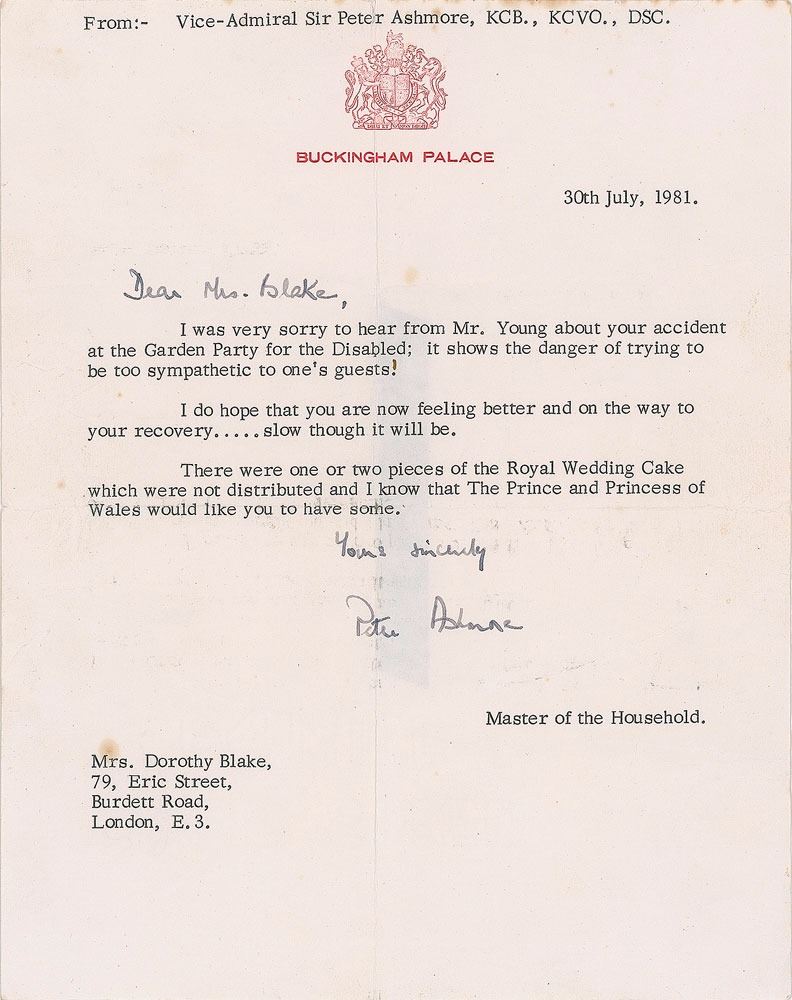 From:- Vice-Admiral Sir Peter Ashmore, KCB., KCVO., DSC.
DIEU ET MON DROIT
BUCKINGHAM PALACE
30th July, 1981.
Dear Mrs. Blake,
I was very sorry to hear from Mr. Young about your accident
at the Garden Party for the Disabled; it shows the danger of trying to
be too sympathetic to one's guests!
I do hope that you are now feeling better and on the way to
your recovery.....slow though it will be.
There were one or two pieces of the Royal Wedding Cake
which were not distributed and I know that The Prince and Princess of
Wales would like you to have some.
Yours sincerely
Peter Ashmore
Master of the Household.
Mrs. Dorothy Blake,
79, Eric Street,
Burdett Road,
London, E.3.